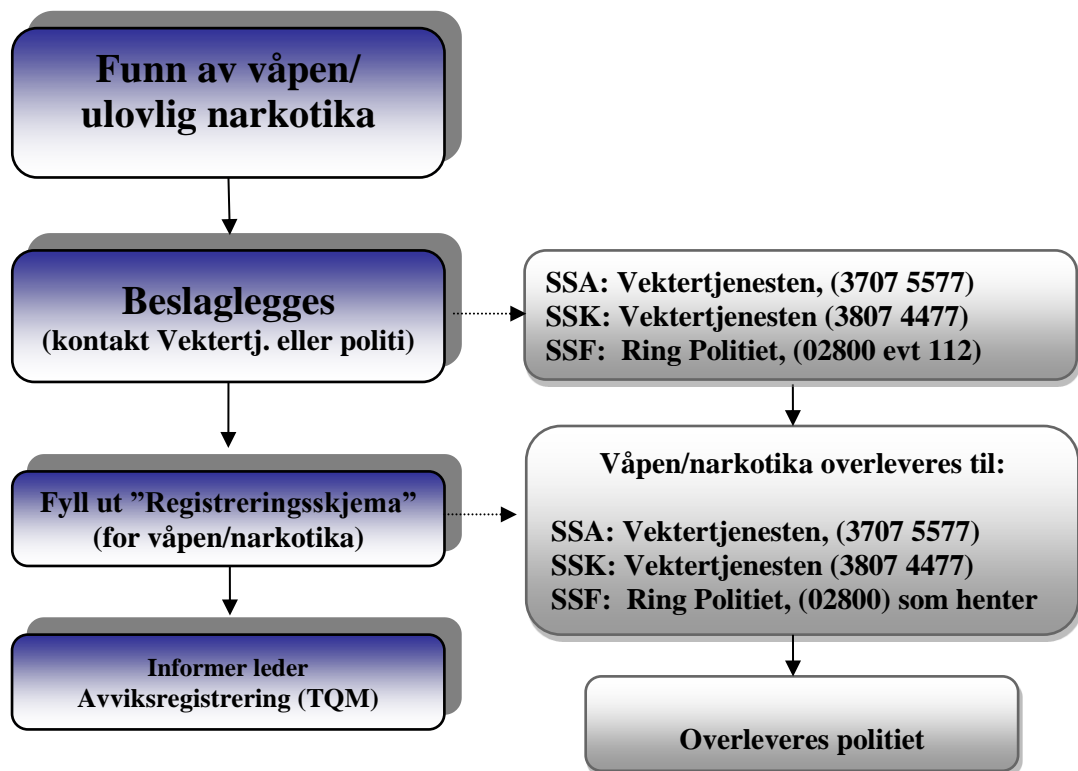 Funn av våpen/
ulovlig narkotika
Beslaglegges
(kontakt Vektertj. eller politi)
SSA: Vektertjenesten, (3707 5577)
SSK: Vektertjenesten (3807 4477)
SSF: Ring Politiet, (02800 evt 112)
Fyll ut ”Registreringsskjema”
(for våpen/narkotika)
Våpen/narkotika overleveres til:
SSA: Vektertjenesten, (3707 5577)
SSK: Vektertjenesten (3807 4477)
SSF: Ring Politiet, (02800) som henter
Informer leder
Avviksregistrering (TQM)
Overleveres politiet